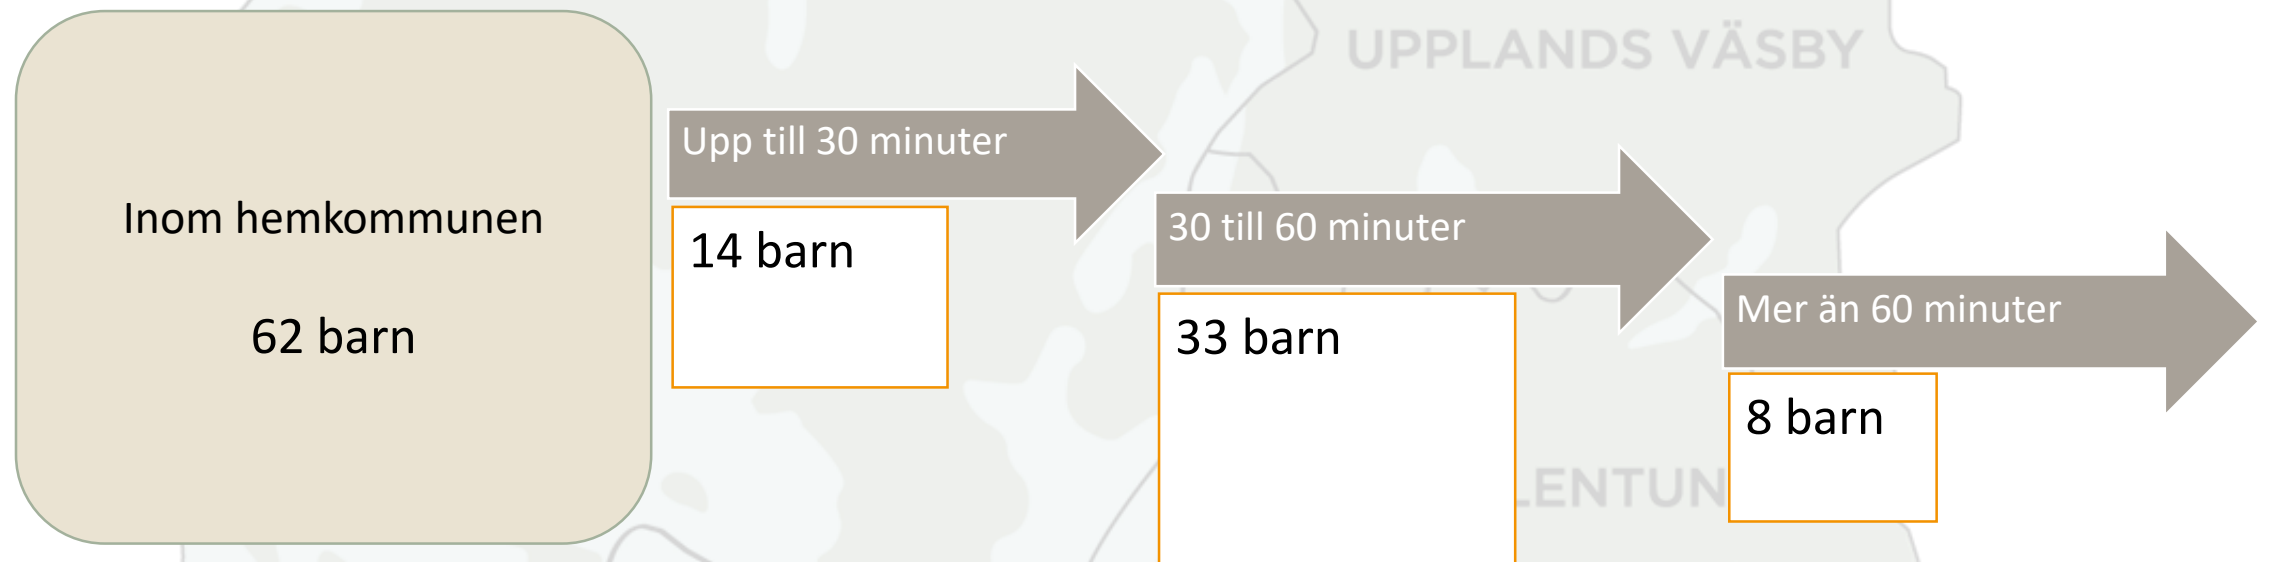 UPPLANDS VÄSBY
Upp till 30 minuter
Inom hemkommunen
62 barn
14 barn
30 till 60 minuter
33 barn
Mer än 60 minuter
8 barn
LENTUN